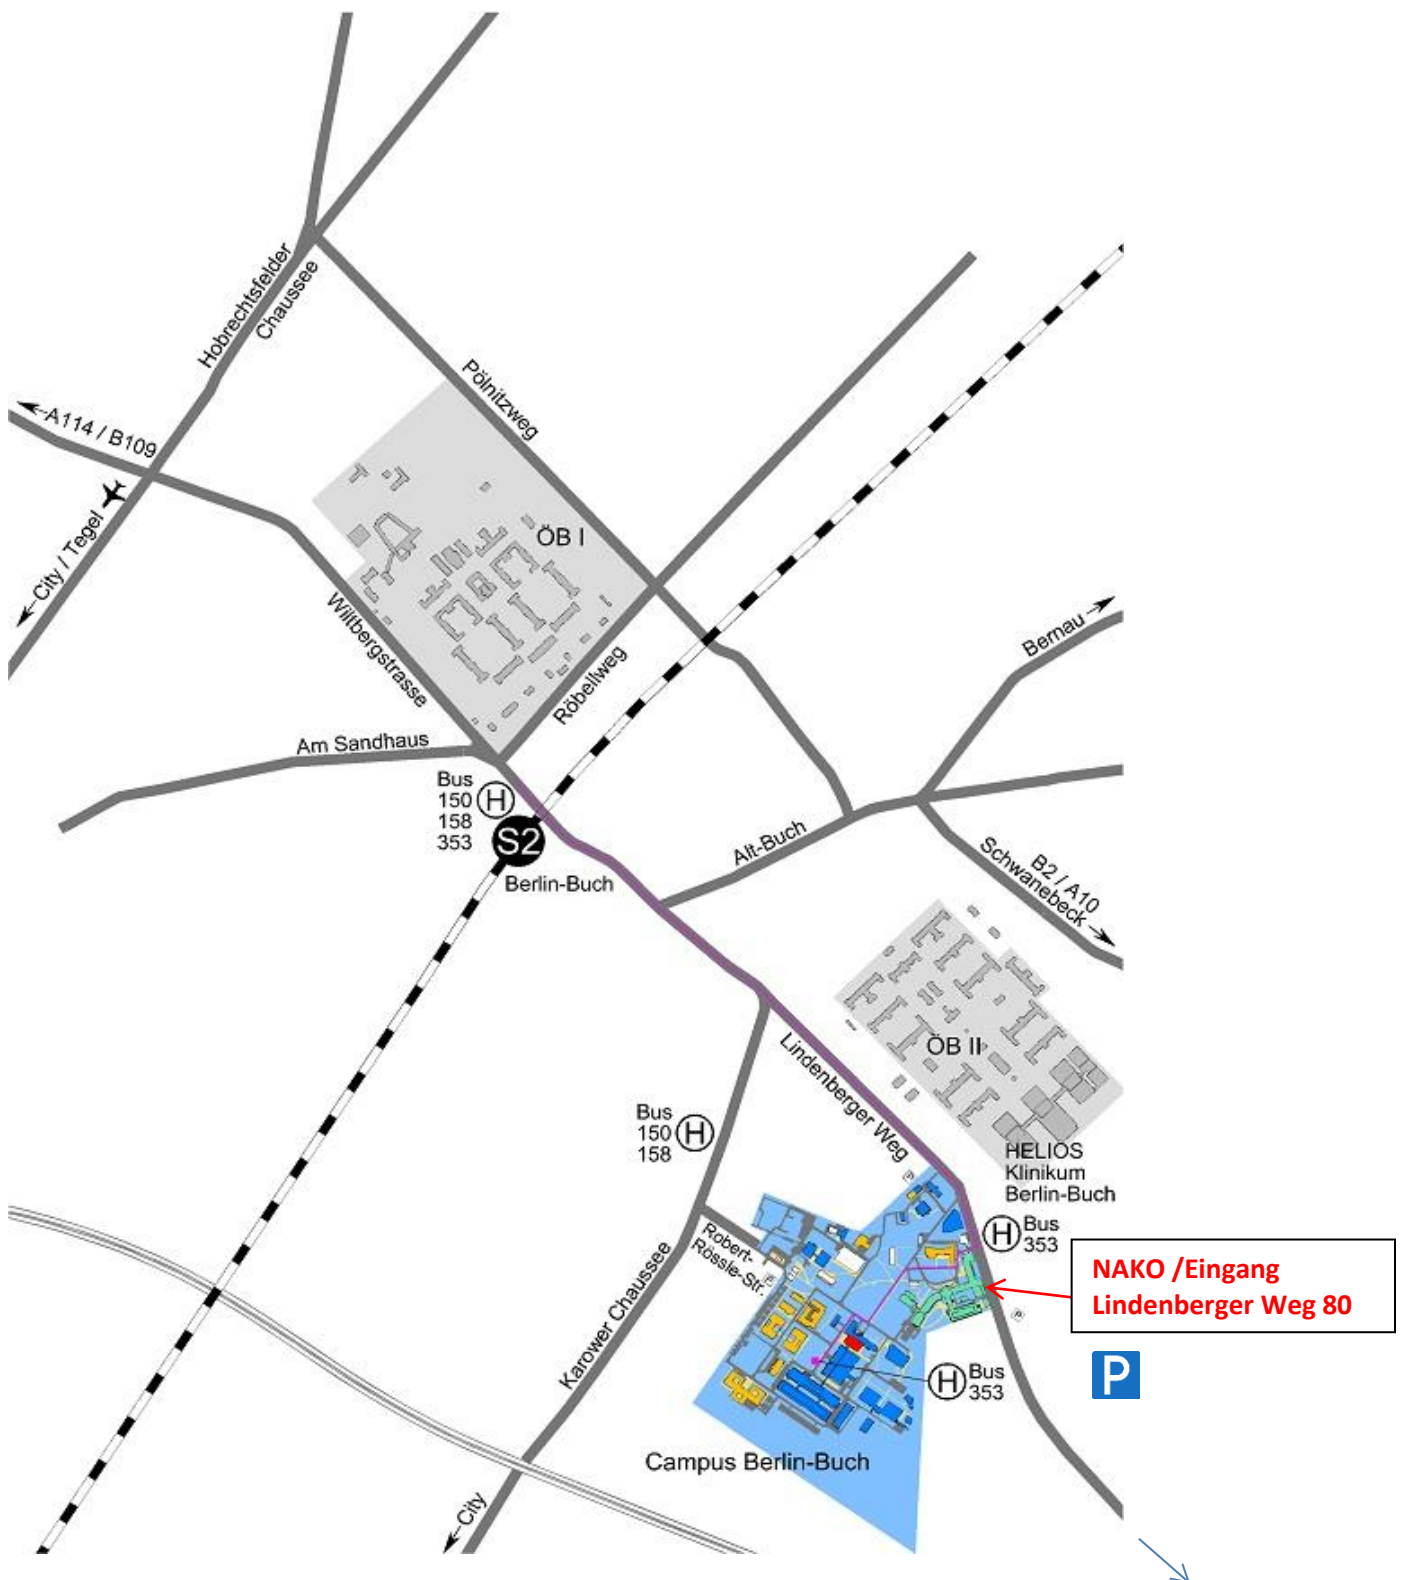 Hobrechtsfelder
Chaussee
A114 / B109
City / Tegel
Pölnitzweg
ÖB I
Wiltbergstrasse
Röbellweg
Am Sandhaus
Bus
150
158
353
H
S2
Berlin-Buch
Alt-Buch
Bernau
B2 / A10
Schwanebeck
ÖB II
Lindenberger Weg
HELIOS
Klinikum
Berlin-Buch
Bus
150
158
H
P
H
Bus
353
Robert-
Rössle-Str.
P
Karower Chaussee
NAKO /Eingang
Lindenberger Weg 80
P
P
H
Bus
353
Campus Berlin-Buch
City